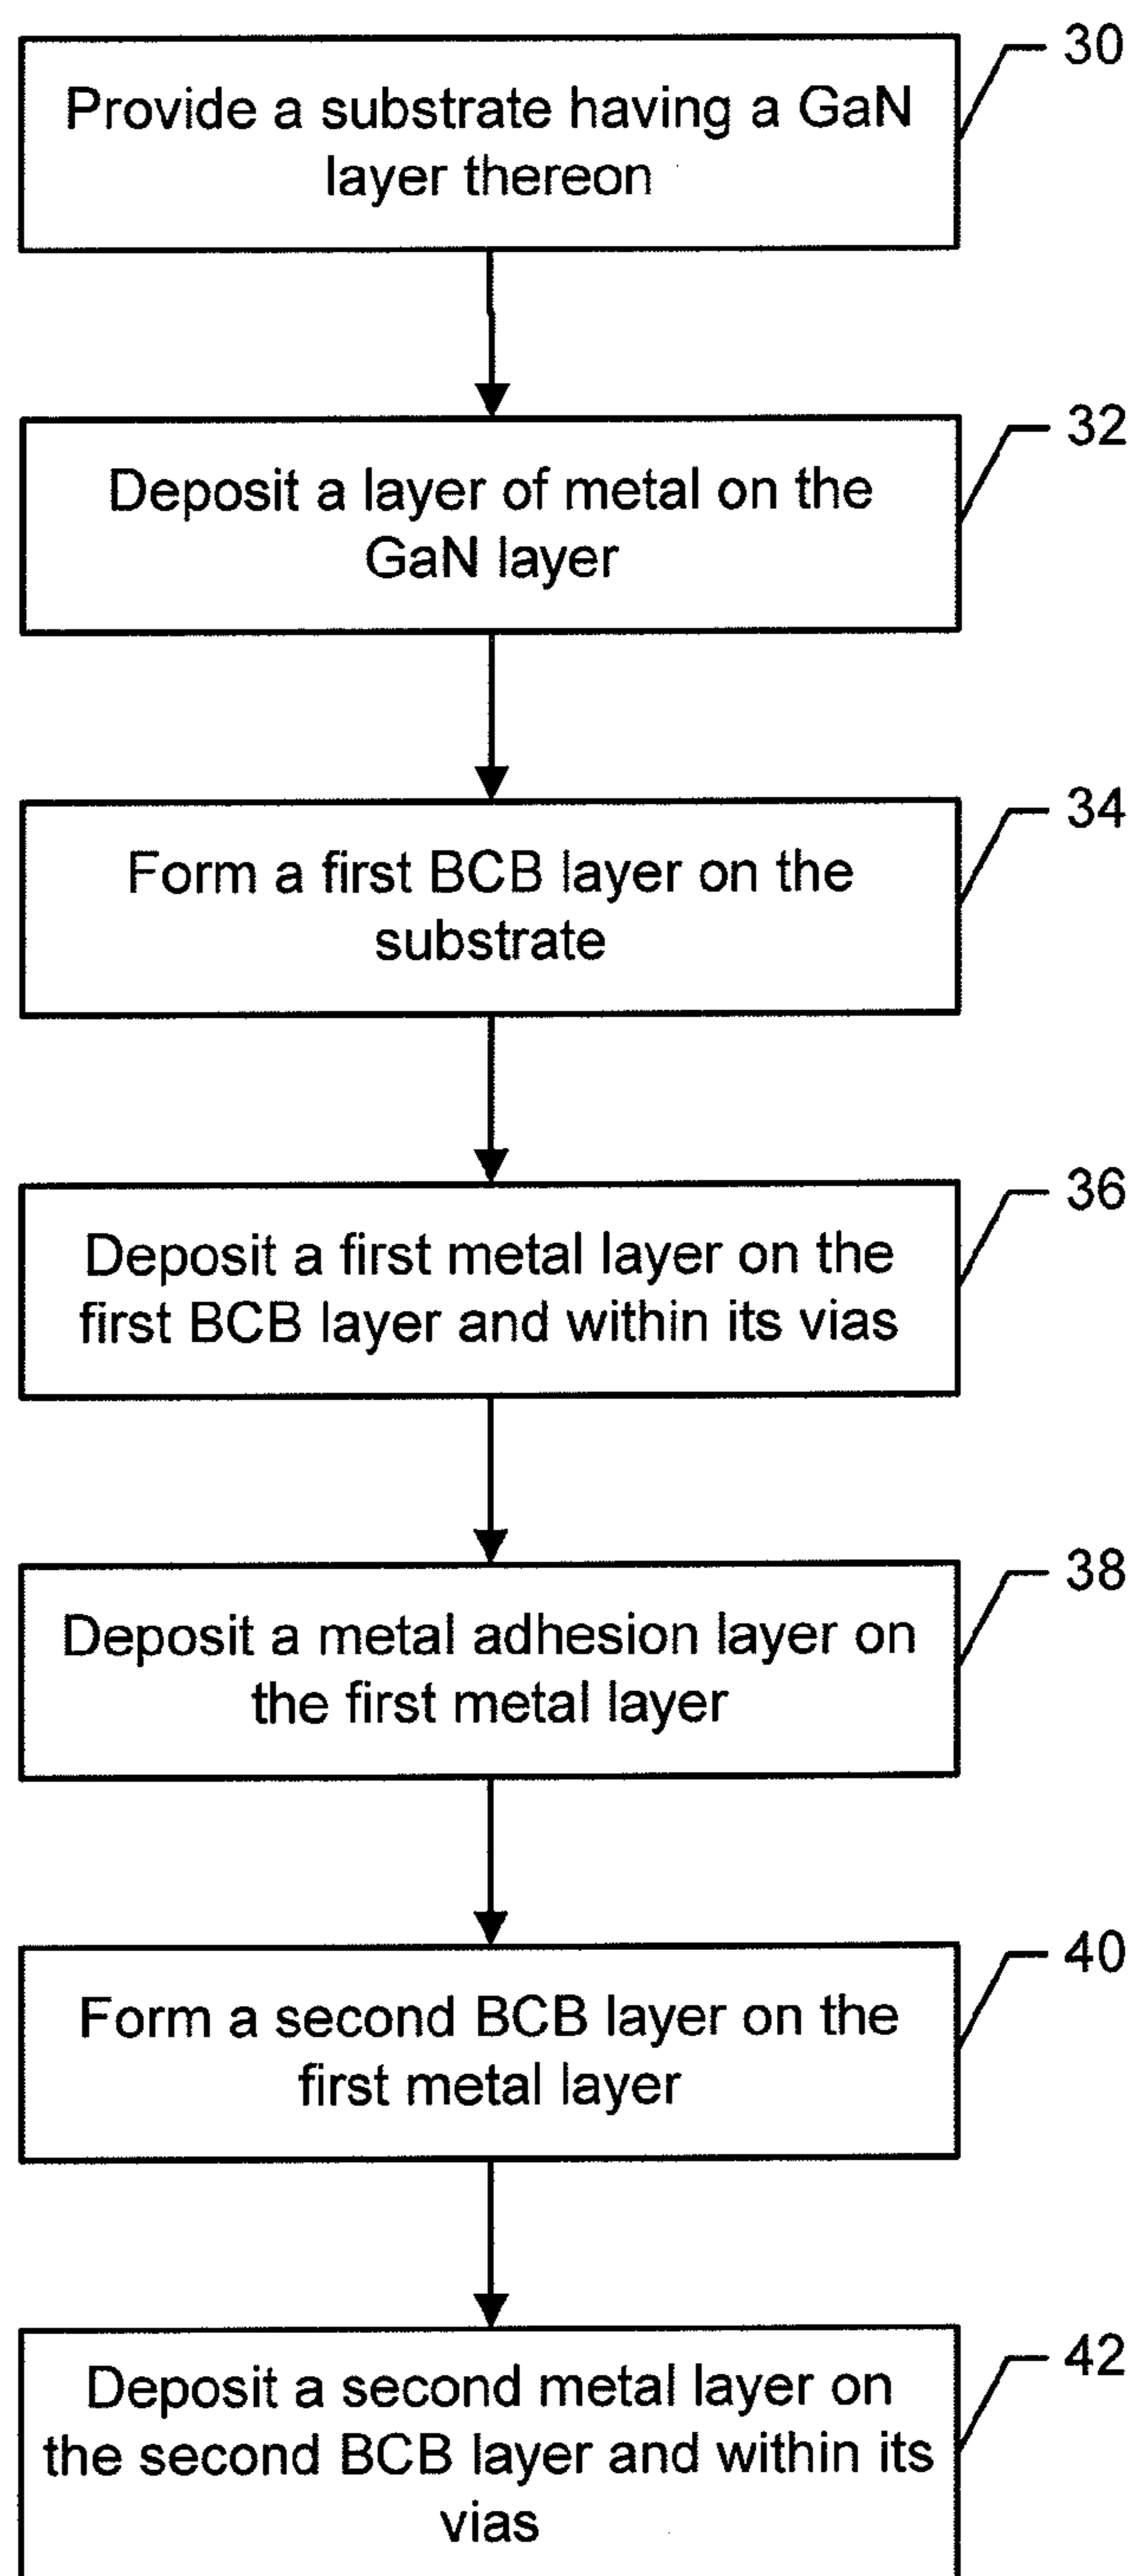 30
Provide a substrate having a GaN
layer thereon
32
Deposit a layer of metal on the
GaN layer
34
Form a first BCB layer on the
substrate
36
Deposit a first metal layer on the
first BCB layer and within its vias
38
Deposit a metal adhesion layer on
the first metal layer
40
Form a second BCB layer on the
first metal layer
42
Deposit a second metal layer on
the second BCB layer and within its
vias